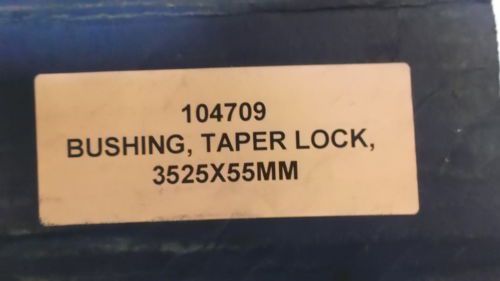 104709
BUSHING, TAPER LOCK,
3525X55MM